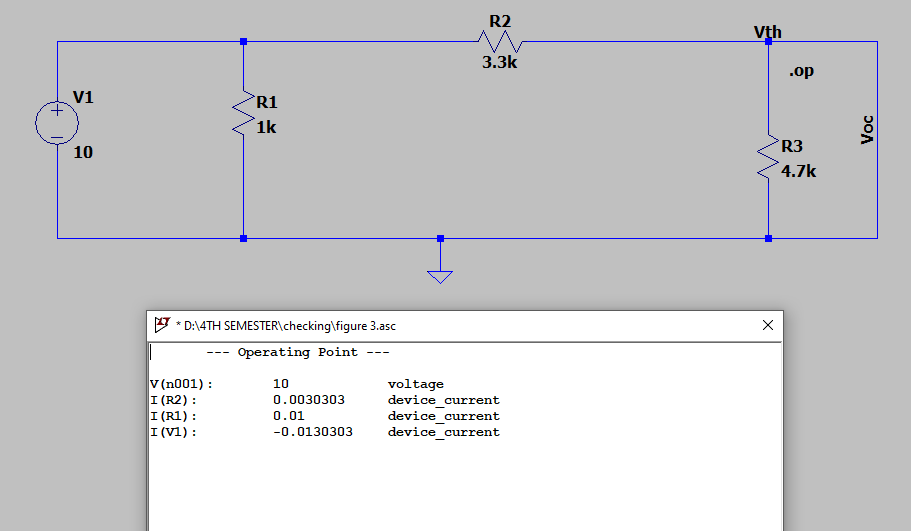 R2
3.3k
Vth
.op
V1
10
R1
1k
R3
4.7k
Voc
* D:\4TH SEMESTER\checking\figure 3.asc
--- Operating Point ---
V(n001): 10 voltage
I(R2): 0.0030303 device_current
I(R1): 0.01 device_current
I(V1): -0.0130303 device_current